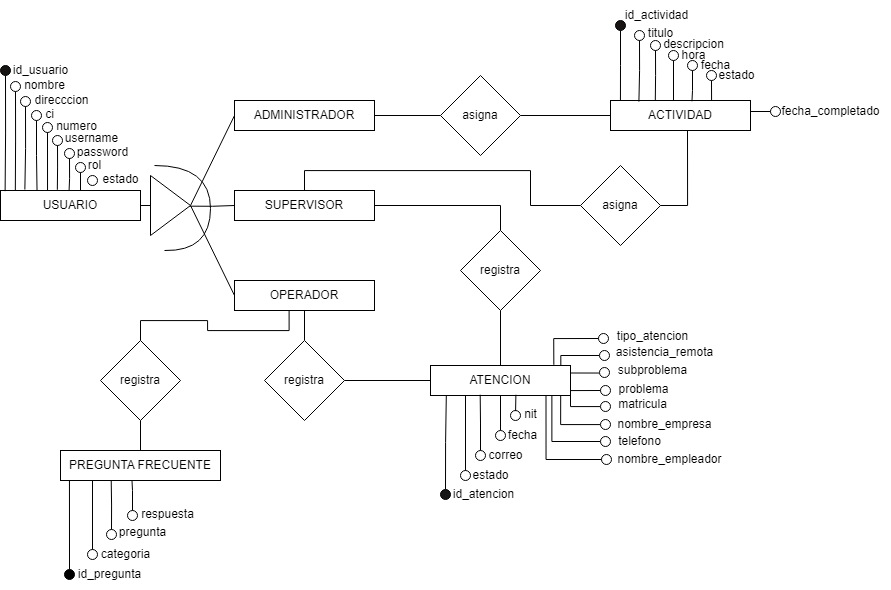 id_actividad
titulo
descripcion
hora
fecha
estado
id_usuario
nombre
direcccion
ci
numero
username
password
rol
estado
ADMINISTRADOR
asigna
ACTIVIDAD
fecha_completado
USUARIO
SUPERVISOR
asigna
registra
OPERADOR
tipo_atencion
asistencia_remota
subproblema
problema
matricula
nombre_empresa
telefono
nombre_empleador
registra
registra
ATENCION
nit
fecha
correo
estado
id_atencion
PREGUNTA FRECUENTE
respuesta
pregunta
categoria
id_pregunta